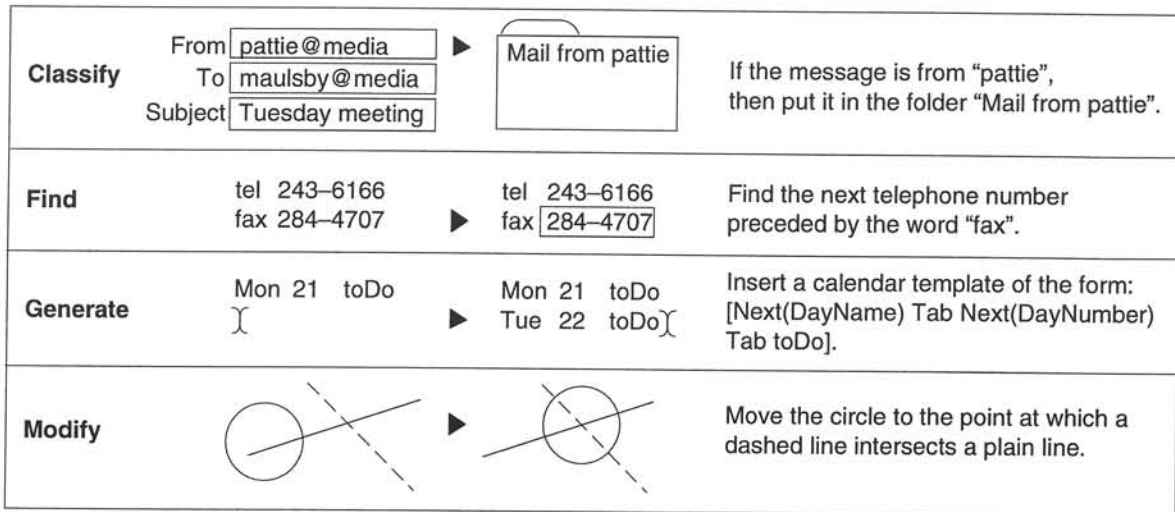 Classify
From pattie@media
To maulsby@media
Subject Tuesday meeting
Mail from pattie
If the message is from “pattie”,
then put it in the folder “Mail from pattie”.
Find
tel 243–6166
fax 284–4707
tel 243–6166
fax 284–4707
Find the next telephone number
preceded by the word “fax”.
Generate
Mon 21 toDo
Mon 21 toDo
Tue 22 toDo
Insert a calendar template of the form:
[Next(DayName) Tab Next(DayNumber)
Tab toDo].
Modify
Move the circle to the point at which a
dashed line intersects a plain line.